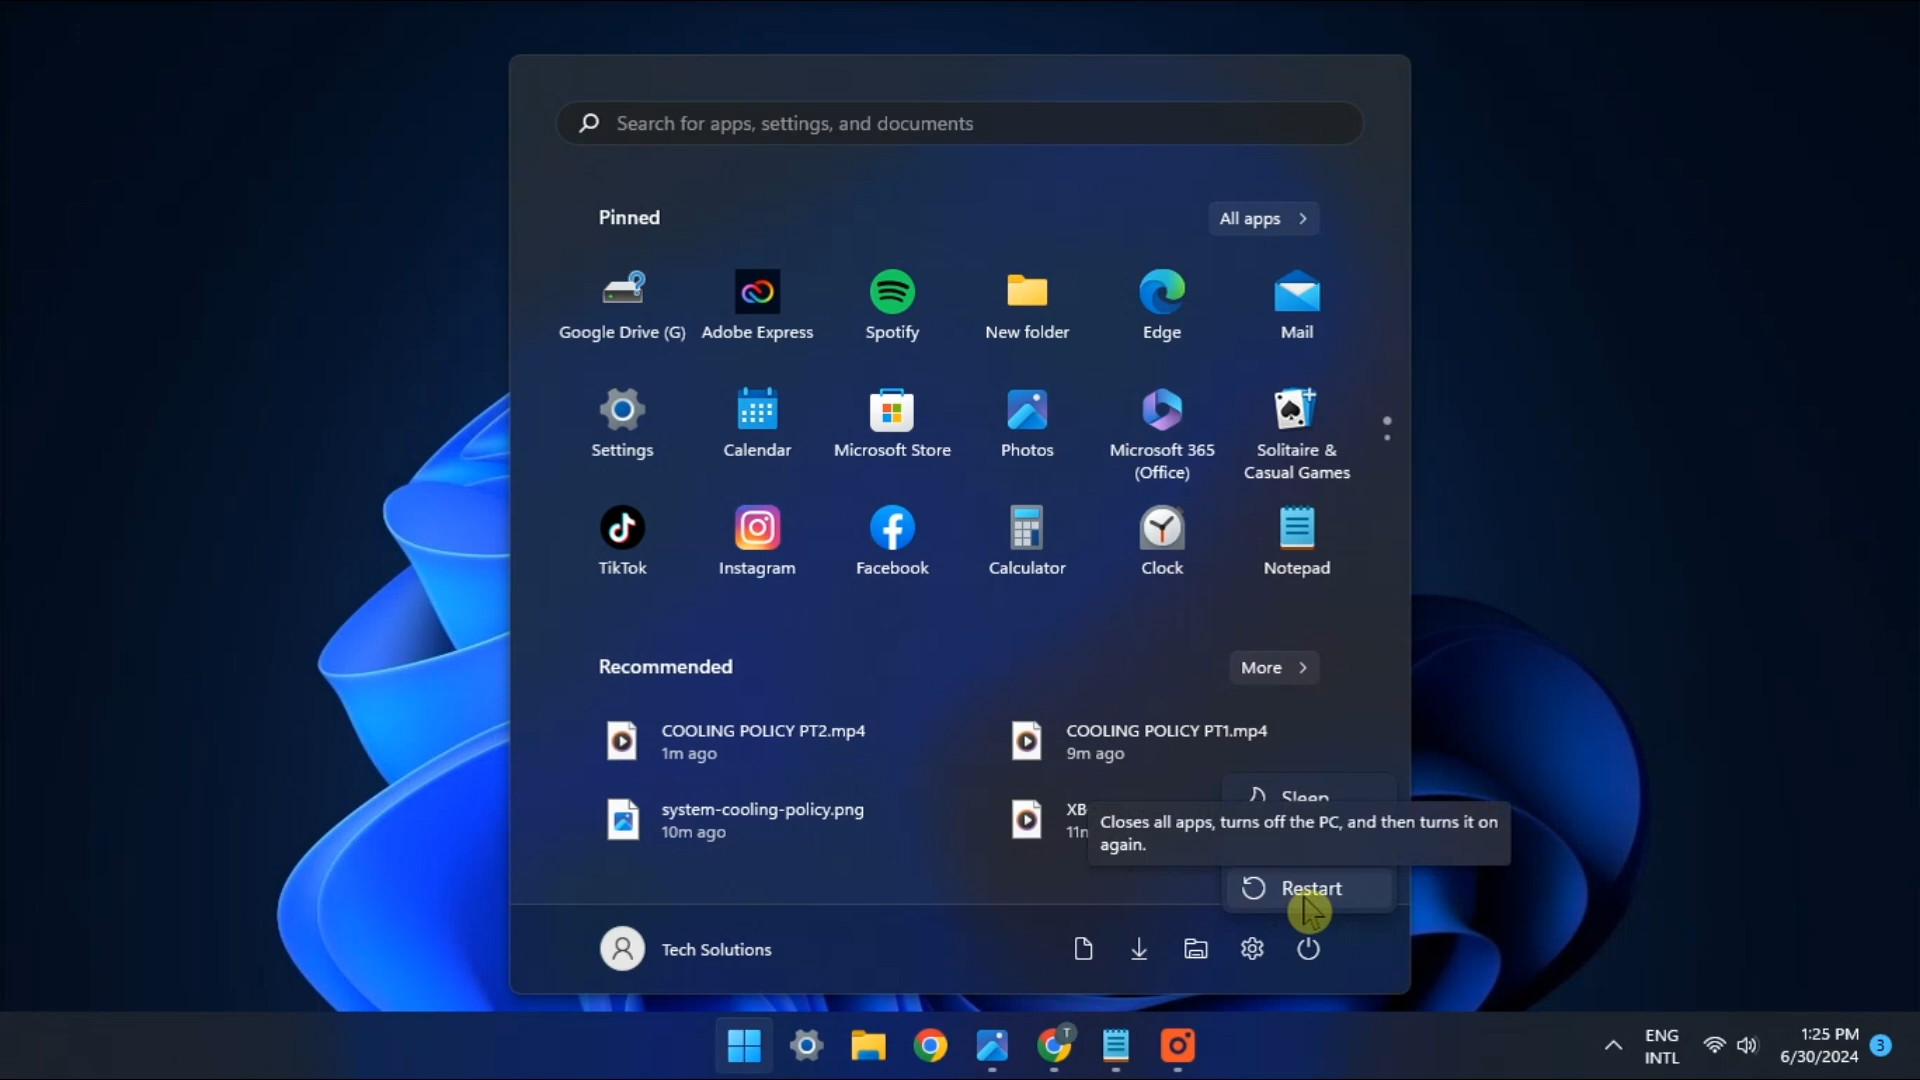 Search for apps, settings, and documents
Pinned
All apps
Google Drive (G)
Adobe Express
Spotify
New folder
Edge
Mail
Settings
Calendar
Microsoft Store
Photos
Microsoft 365
(Office)
Solitaire &
Casual Games
TikTok
Instagram
Facebook
Calculator
Clock
Notepad
Recommended
More
COOLING POLICY PT2.mp4
1m ago
COOLING POLICY PT1.mp4
9m ago
system-cooling-policy.png
10m ago
XB
11m
Sleep
Closes all apps, turns off the PC, and then turns it on
again.
Restart
Tech Solutions
T
ENG
INTL
1:25 PM
6/30/2024
3